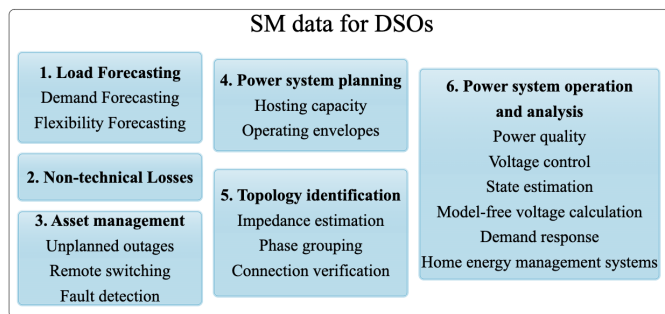 SM data for DSOs
1. Load Forecasting
Demand Forecasting
Flexibility Forecasting
2. Non-technical Losses
3. Asset management
Unplanned outages
Remote switching
Fault detection
4. Power system planning
Hosting capacity
Operating envelopes
5. Topology identification
Impedance estimation
Phase grouping
Connection verification
6. Power system operation
and analysis
Power quality
Voltage control
State estimation
Model-free voltage calculation
Demand response
Home energy management systems